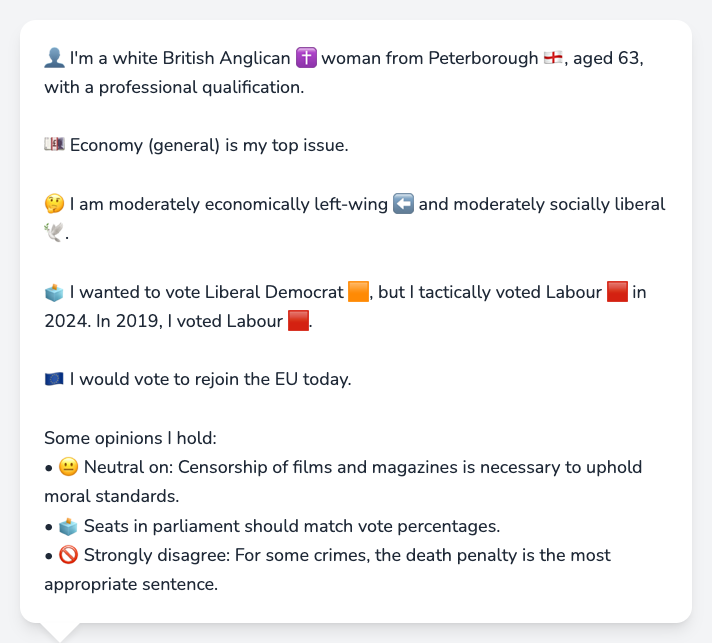 👤 I'm a white British Anglican ✝️ woman from Peterborough 🏴󠁧󠁢󠁥󠁮󠁧󠁿, aged 63,
with a professional qualification.
💷 Economy (general) is my top issue.
🤔 I am moderately economically left-wing ⬅️ and moderately socially liberal
🕊️.
🗳️ I wanted to vote Liberal Democrat 🟧, but I tactically voted Labour 🟥 in
2024. In 2019, I voted Labour 🟥.
🇪🇺 I would vote to rejoin the EU today.
Some opinions I hold:
• 😐 Neutral on: Censorship of films and magazines is necessary to uphold
moral standards.
• 🗳️ Seats in parliament should match vote percentages.
• 🚫 Strongly disagree: For some crimes, the death penalty is the most
appropriate sentence.